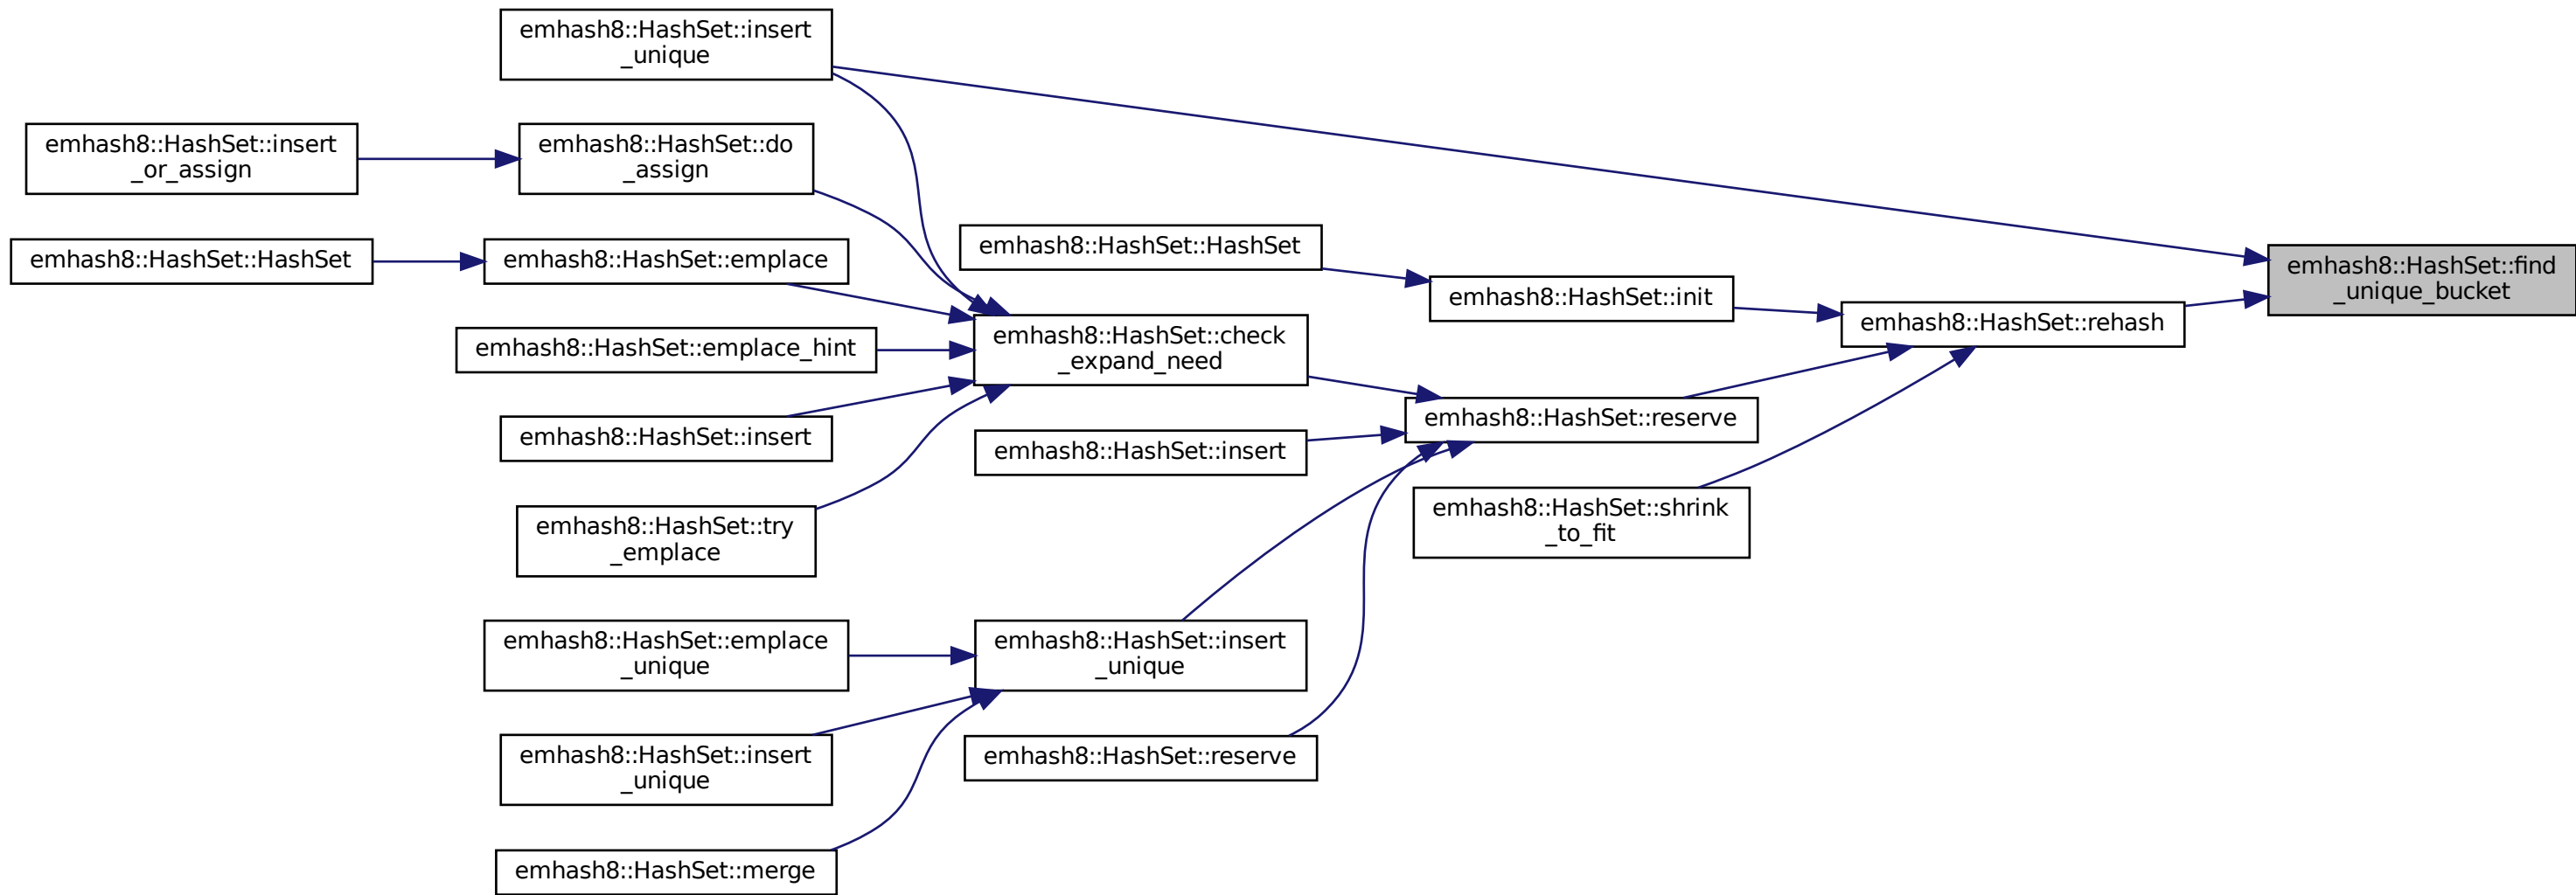 emhash8::HashSet::insert
_unique
emhash8::HashSet::insert
_or_assign
emhash8::HashSet::do
_assign
emhash8::HashSet::HashSet
emhash8::HashSet::emplace
emhash8::HashSet::HashSet
emhash8::HashSet::init
emhash8::HashSet::find
_unique_bucket
emhash8::HashSet::rehash
emhash8::HashSet::emplace_hint
emhash8::HashSet::check
_expand_need
emhash8::HashSet::insert
emhash8::HashSet::insert
emhash8::HashSet::reserve
emhash8::HashSet::try
_emplace
emhash8::HashSet::shrink
_to_fit
emhash8::HashSet::emplace
_unique
emhash8::HashSet::insert
_unique
emhash8::HashSet::insert
_unique
emhash8::HashSet::reserve
emhash8::HashSet::merge